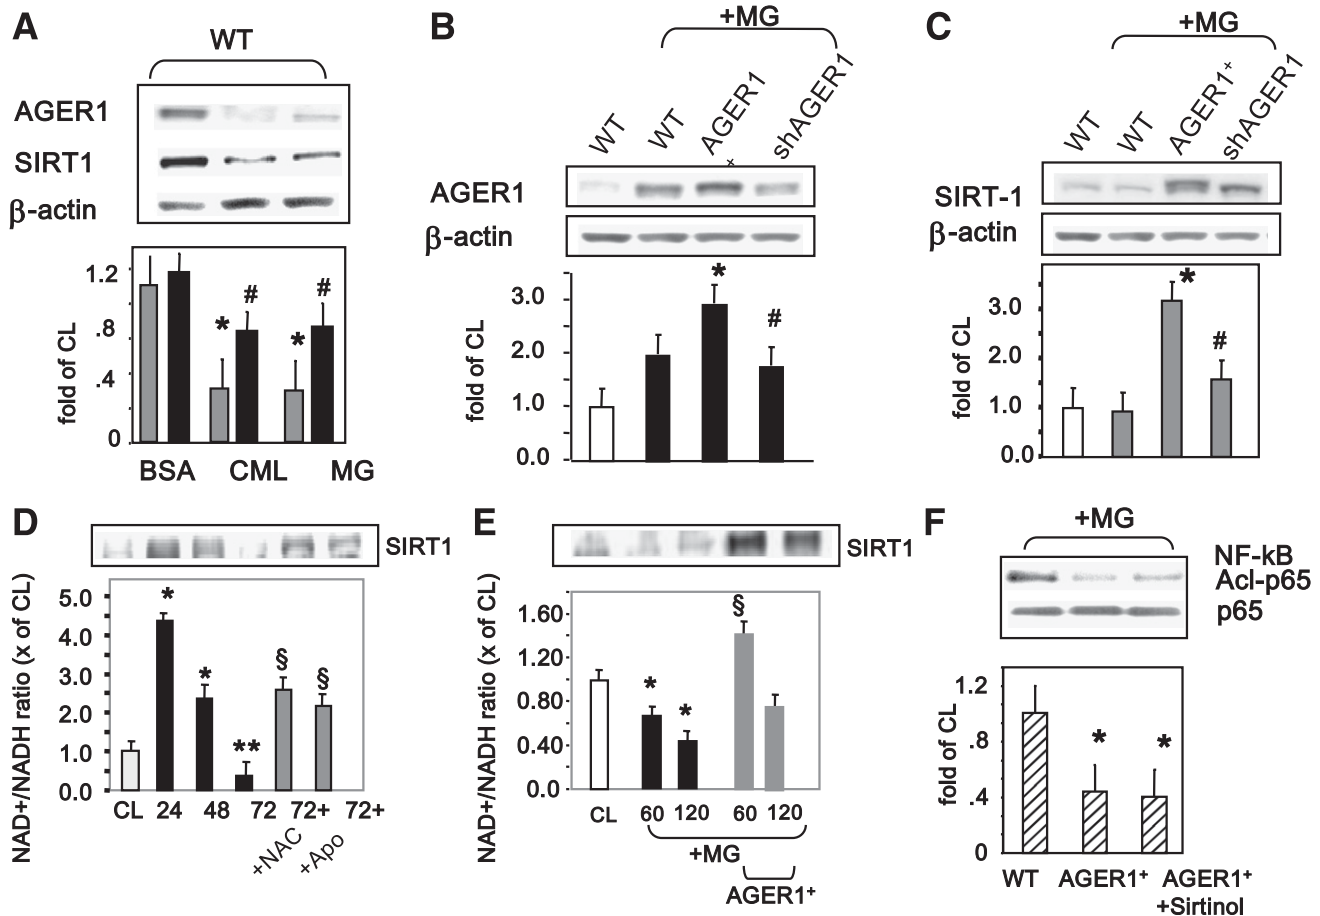 A
WT
AGER1
SIRT1
β-actin
fold of CL
1.2
.8
.4
0
*
#
*
#
BSA CML MG
B
+MG
WT WT AGER1+ shAGER1
AGER1
β-actin
fold of CL
3.0
2.0
1.0
0.0
*
#
C
+MG
WT WT AGER1+ shAGER1
SIRT-1
β-actin
fold of CL
3.0
2.0
1.0
0.0
*
#
D
SIRT1
NAD+/NADH ratio (x of CL)
5.0
4.0
3.0
2.0
1.0
0.0
*
*
**
§
§
CL 24 48 72 72+ 72+
+NAC +Apo
E
SIRT1
NAD+/NADH ratio (x of CL)
1.60
1.20
0.80
0.40
0.0
*
*
§
CL 60 120 60 120
+MG
AGER1+
F
+MG
NF-kB
Acl-p65
p65
fold of CL
1.2
.8
.4
0
*
*
WT AGER1+ AGER1+
+Sirtinol